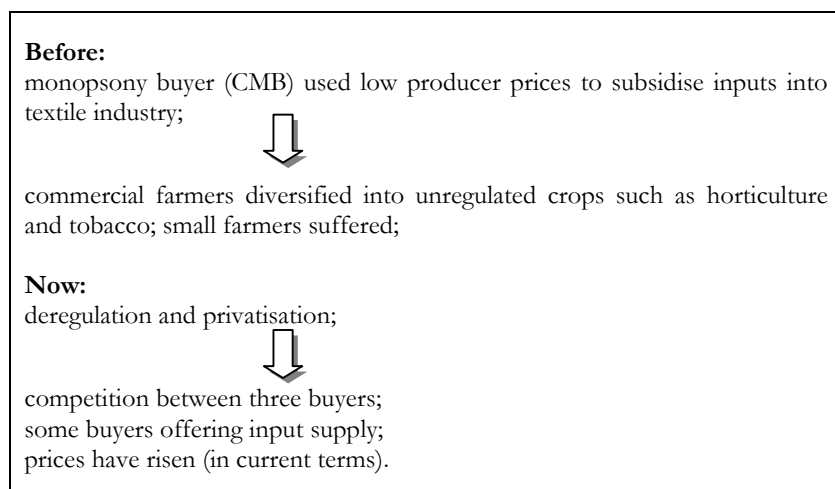 Before:
monopsony buyer (CMB) used low producer prices to subsidise inputs into
textile industry;
commercial farmers diversified into unregulated crops such as horticulture
and tobacco; small farmers suffered;
Now:
deregulation and privatisation;
competition between three buyers;
some buyers offering input supply;
prices have risen (in current terms).